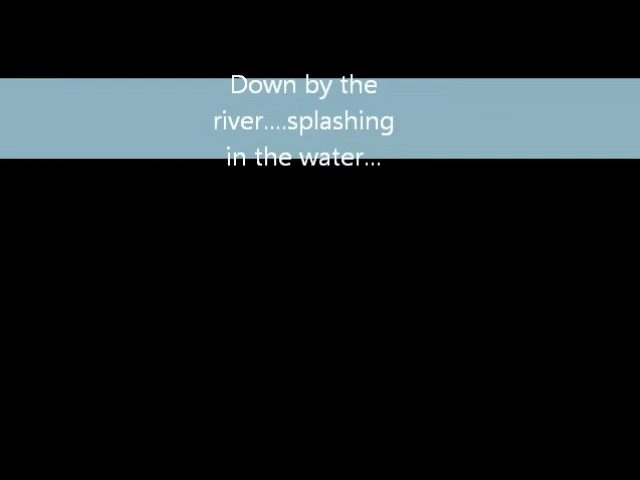 Down by the
river....splashing
in the water...